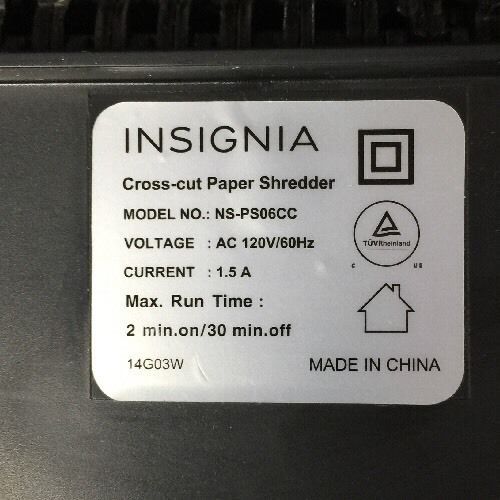 INSIGNIA
Cross-cut Paper Shredder
MODEL NO.: NS-PS06CC
VOLTAGE : AC 120V/60Hz
CURRENT : 1.5 A
Max. Run Time :
2 min.on/30 min.off
14G03W
TÜVRheinland
C US
MADE IN CHINA